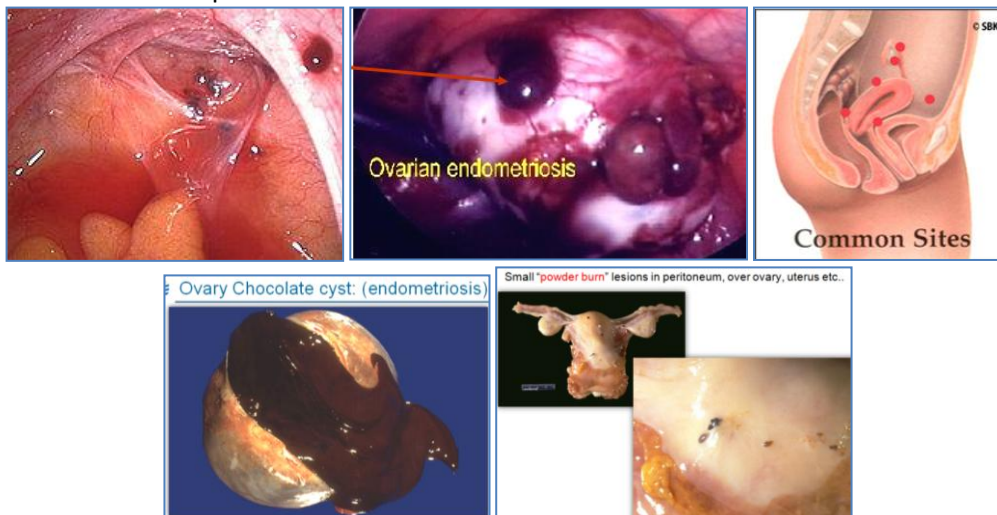 Ovarian endometriosis
© SBK
Common Sites
Ovary Chocolate cyst: (endometriosis)
Small "powder burn" lesions in peritoneum, over ovary, uterus etc..